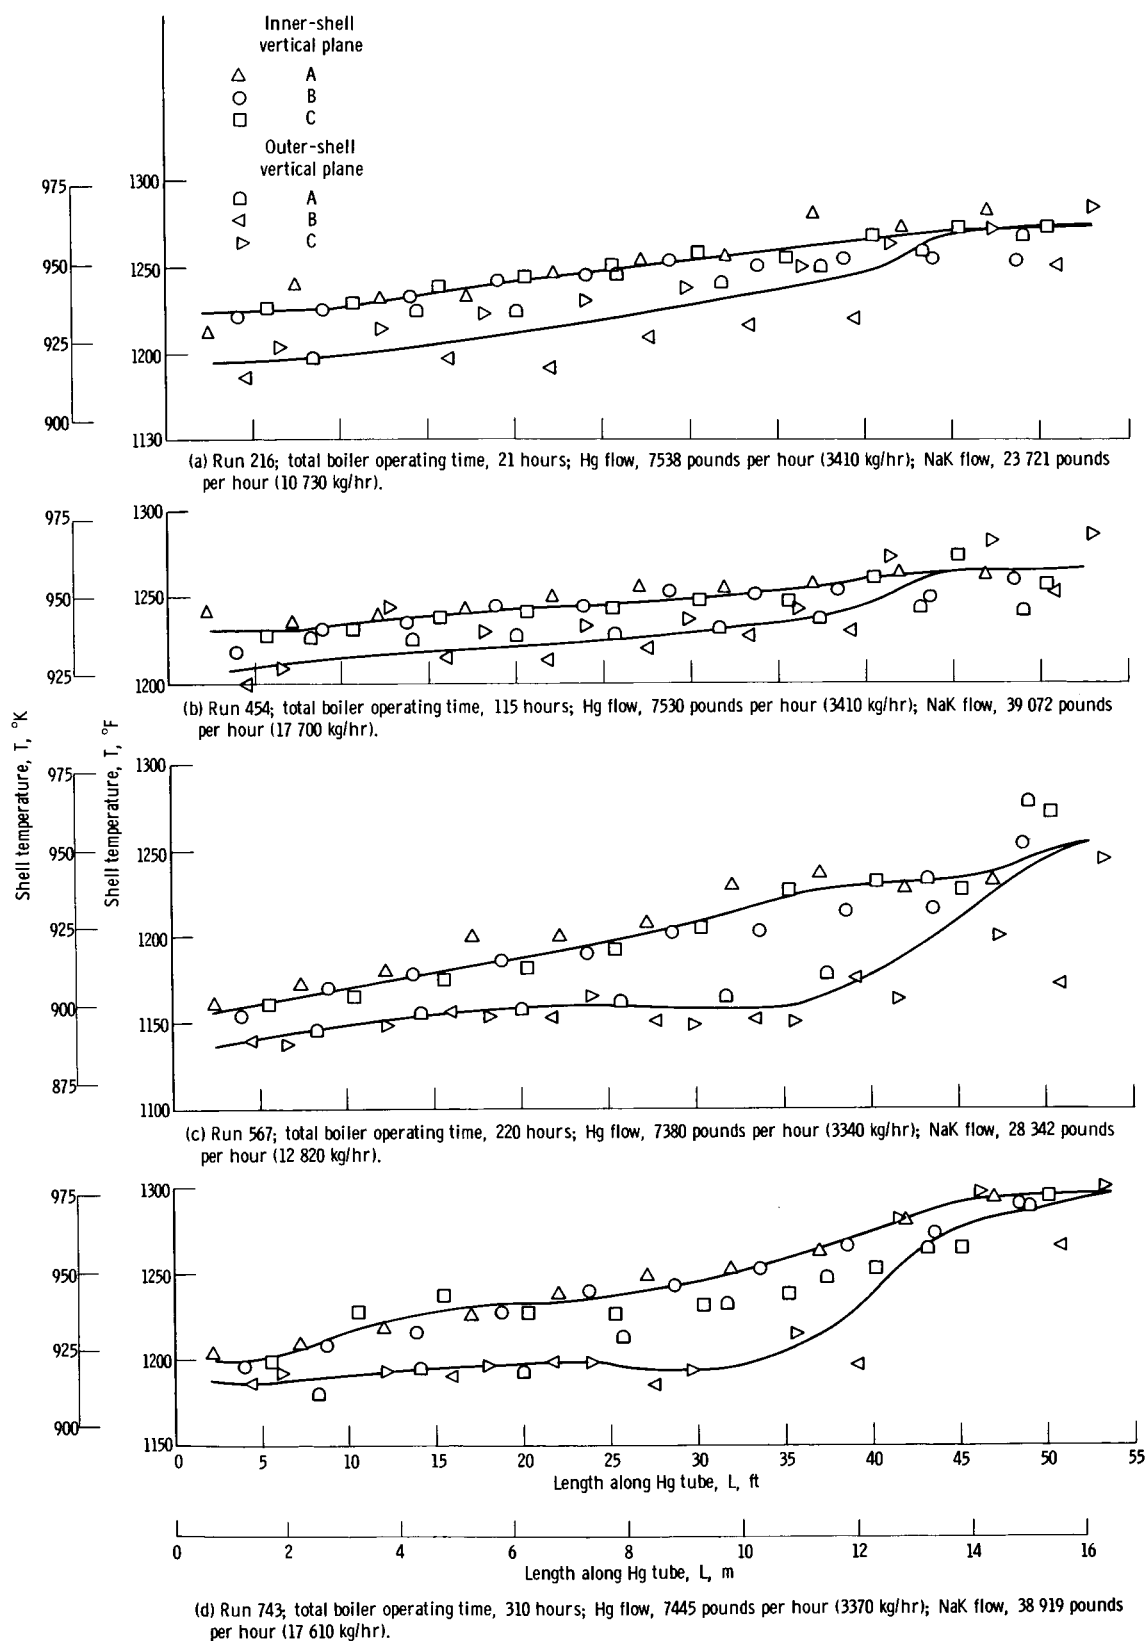 Inner-shell
vertical plane
A
B
C
Outer-shell
vertical plane
A
B
C
975
950
925
900
1300
1250
1200
1130
(a) Run 216; total boiler operating time, 21 hours; Hg flow, 7538 pounds per hour (3410 kg/hr); NaK flow, 23 721 pounds
per hour (10 730 kg/hr).
975
950
925
1300
1250
1200
(b) Run 454; total boiler operating time, 115 hours; Hg flow, 7530 pounds per hour (3410 kg/hr); NaK flow, 39 072 pounds
per hour (17 700 kg/hr).
Shell temperature, T, °K
Shell temperature, T, °F
975
950
925
900
875
1300
1250
1200
1150
1100
(c) Run 567; total boiler operating time, 220 hours; Hg flow, 7380 pounds per hour (3340 kg/hr); NaK flow, 28 342 pounds
per hour (12 820 kg/hr).
975
950
925
900
1300
1250
1200
1150
0 5 10 15 20 25 30 35 40 45 50 55
Length along Hg tube, L, ft
0 2 4 6 8 10 12 14 16
Length along Hg tube, L, m
(d) Run 743; total boiler operating time, 310 hours; Hg flow, 7445 pounds per hour (3370 kg/hr); NaK flow, 38 919 pounds
per hour (17 610 kg/hr).